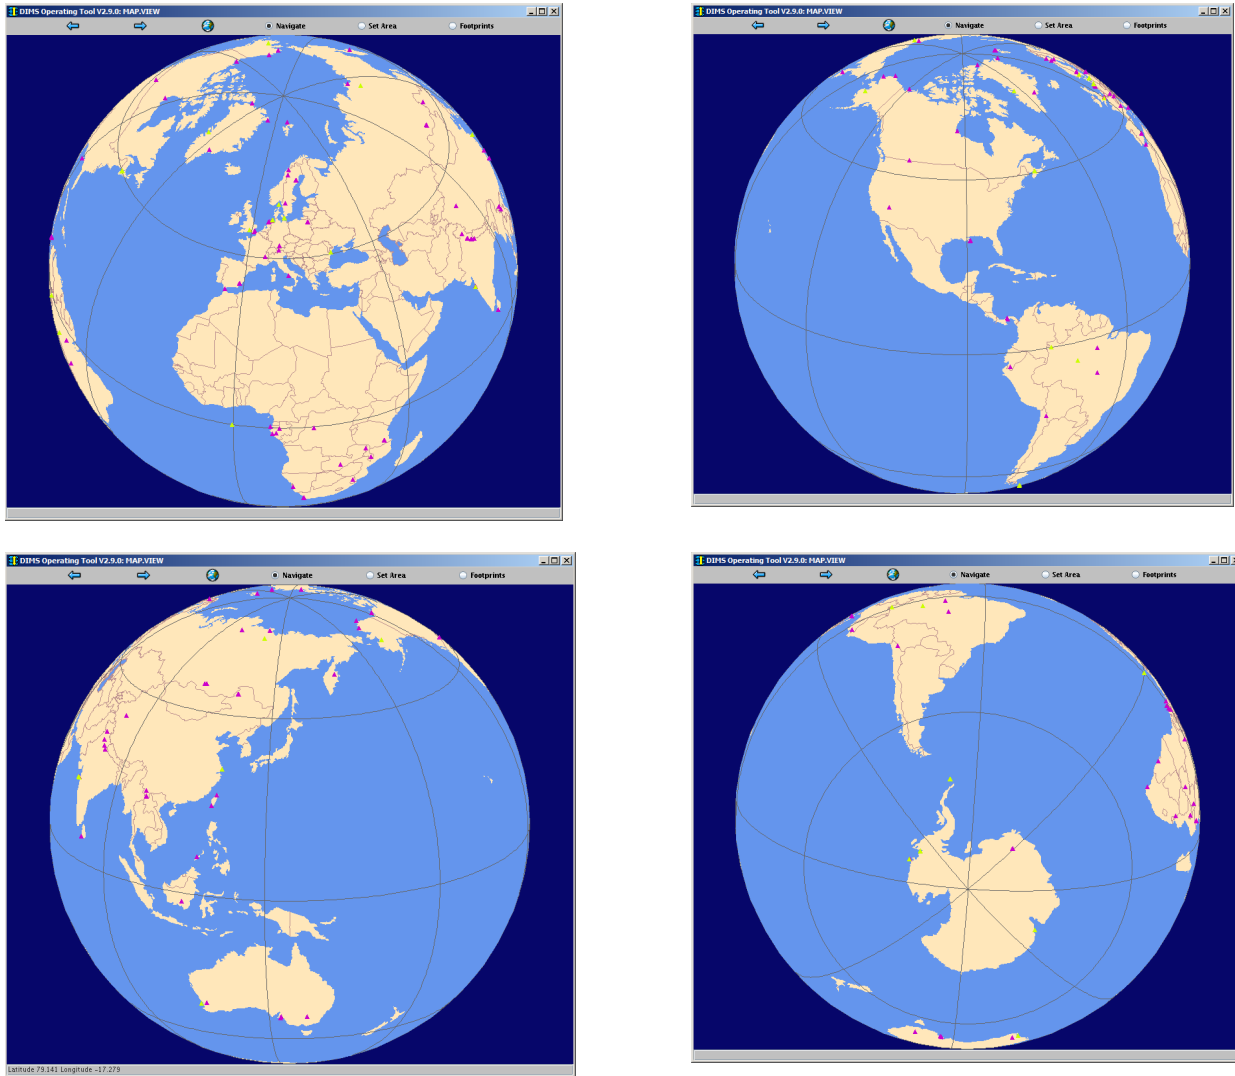 DIMS Operating Tool V2.9.0: MAP.VIEW
Navigate Set Area Footprints
DIMS Operating Tool V2.9.0: MAP.VIEW
Navigate Set Area Footprints
DIMS Operating Tool V2.9.0: MAP.VIEW
Navigate Set Area Footprints
Latitude 79.141 Longitude -17.279
DIMS Operating Tool V2.9.0: MAP.VIEW
Navigate Set Area Footprints